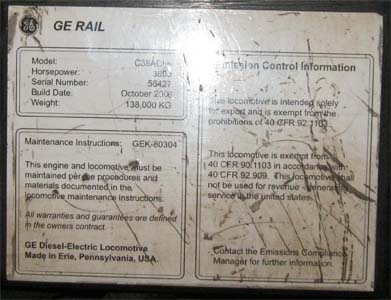 GE RAIL
Model:
Horsepower:
Serial Number: 58427
Build Date: October 2006
Weight: 138,000 KG
Maintenance Instructions: GEK-80304
This engine and locomotive must be
maintained per the procedures and
materials documented in the
locomotive maintenance instructions.
All warranties and guarantees are defined
in the owners contract.
GE Diesel-Electric Locomotive
Made in Erie, Pennsylvania, USA.
Emission Control Information
This locomotive is intended solely
for export and is exempt from the
prohibitions of 40 CFR 92.1103.
This locomotive is exempt from
40 CFR 90.1103 in accordance with
40 CFR 92.909. This locomotive shall
not be used for revenue - generating
service in the united states.
Contact the Emissions Compliance
Manager for further information.